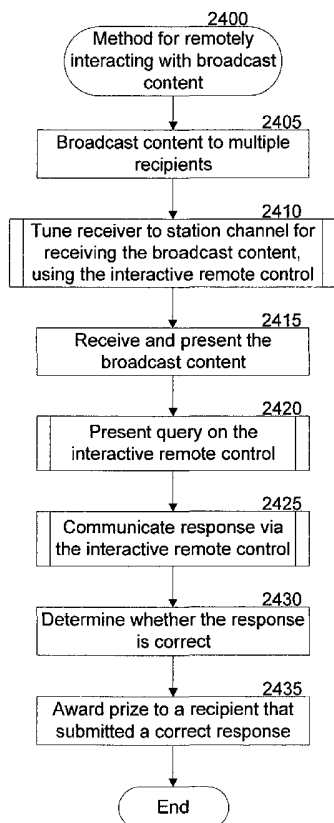 2400
Method for remotely
interacting with broadcast
content
2405
Broadcast content to multiple
recipients
2410
Tune receiver to station channel for
receiving the broadcast content,
using the interactive remote control
2415
Receive and present the
broadcast content
2420
Present query on the
interactive remote control
2425
Communicate response via
the interactive remote control
2430
Determine whether the response
is correct
2435
Award prize to a recipient that
submitted a correct response
End